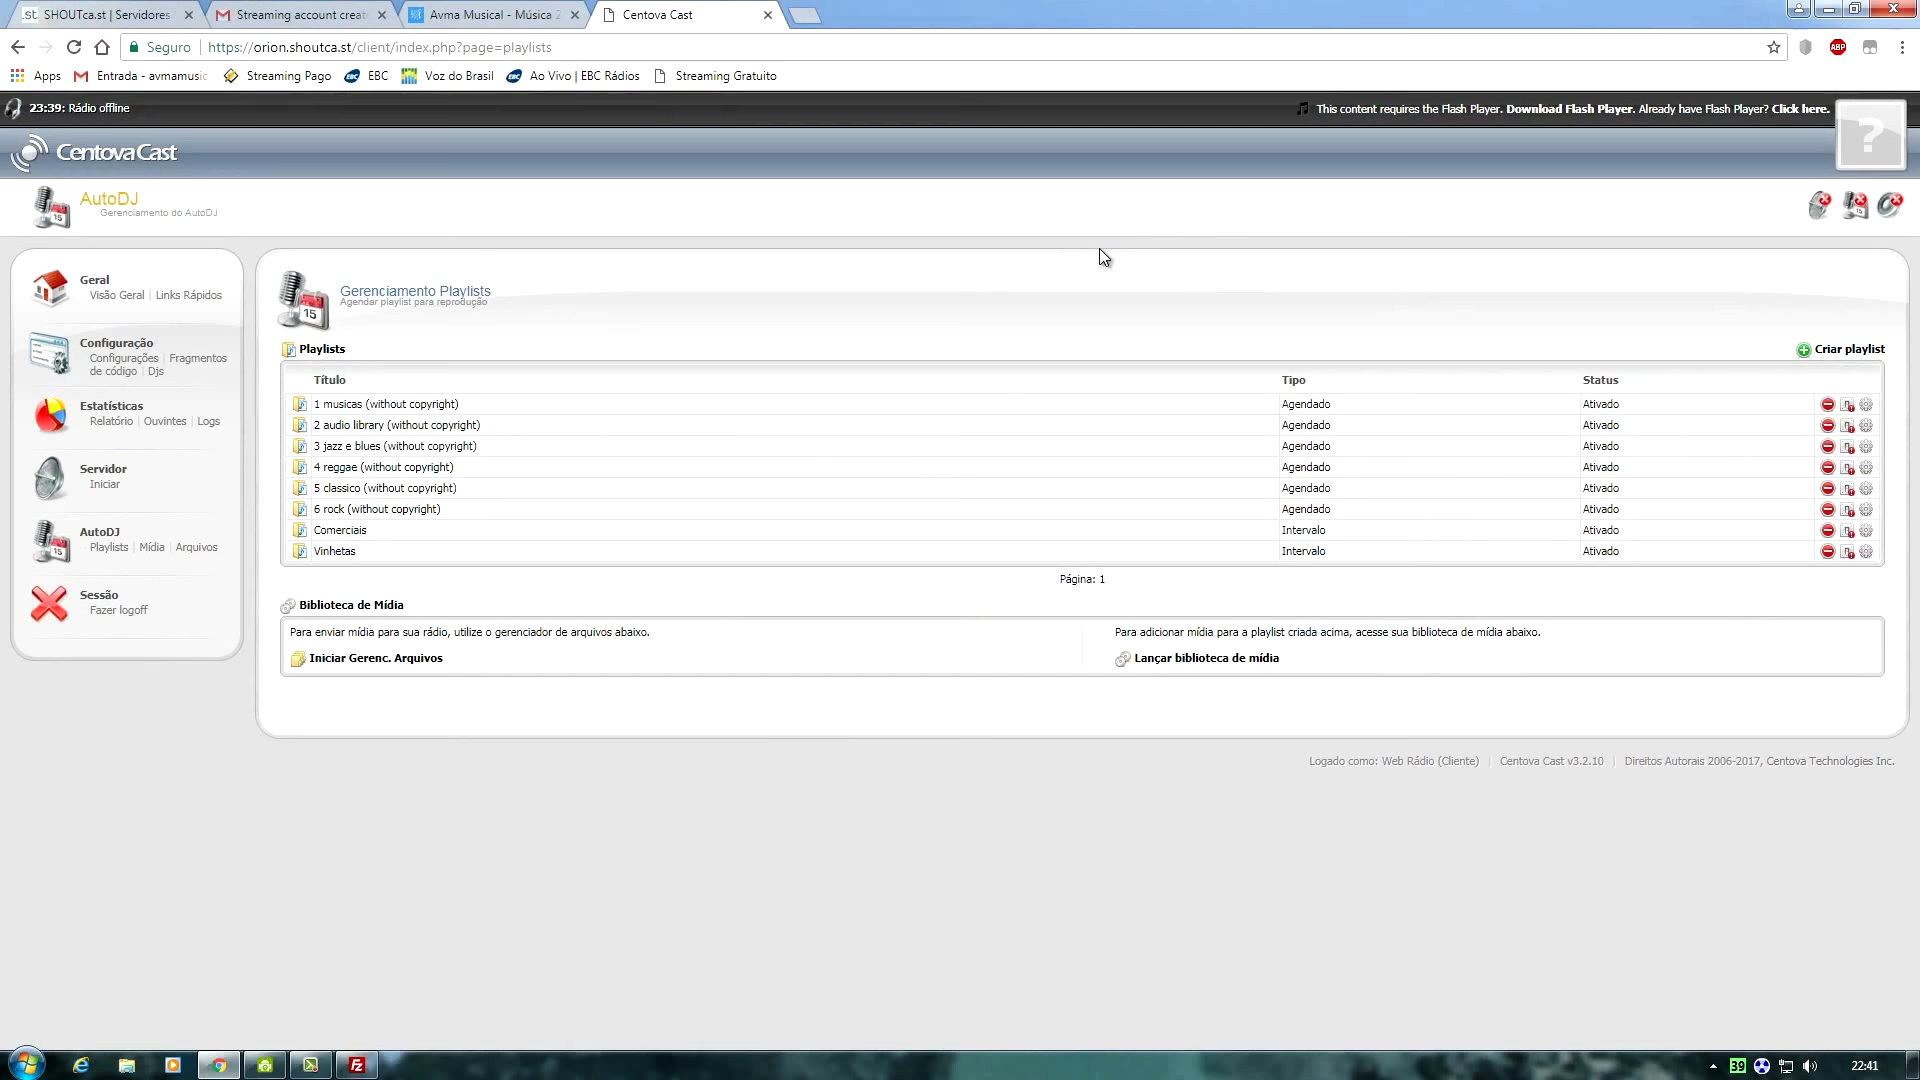 .st SHOUTca.st | Servidores
Streaming account creat
Avma Musical - Música
Centova Cast
Seguro
https://orion.shoutca.st/client/index.php?page=playlists
ABP
Apps
Entrada - avmamusic
Streaming Pago
EBC
Voz do Brasil
Ao Vivo | EBC Rádios
Streaming Gratuito
23:39: Rádio offline
This content requires the Flash Player. Download Flash Player. Already have Flash Player? Click here.
?
CentovaCast
AutoDJ
Gerenciamento do AutoDJ
15
Geral
Visão Geral | Links Rápidos
Configuração
Configurações | Fragmentos
de código | Djs
Estatísticas
Relatório | Ouvintes | Logs
Servidor
Iniciar
AutoDJ
Playlists | Mídia | Arquivos
15
Sessão
Fazer logoff
15
Gerenciamento Playlists
Agendar playlist para reprodução
Playlists
Criar playlist
Título Tipo Status
1 musicas (without copyright) Agendado Ativado
2 audio library (without copyright) Agendado Ativado
3 jazz e blues (without copyright) Agendado Ativado
4 reggae (without copyright) Agendado Ativado
5 classico (without copyright) Agendado Ativado
6 rock (without copyright) Agendado Ativado
Comerciais Intervalo Ativado
Vinhetas Intervalo Ativado
Página: 1
Biblioteca de Mídia
Para enviar mídia para sua rádio, utilize o gerenciador de arquivos abaixo.
Iniciar Gerenc. Arquivos
Para adicionar mídia para a playlist criada acima, acesse sua biblioteca de mídia abaixo.
Lançar biblioteca de mídia
Logado como: Web Rádio (Cliente) | Centova Cast v3.2.10 | Direitos Autorais 2006-2017, Centova Technologies Inc.
39
22:41